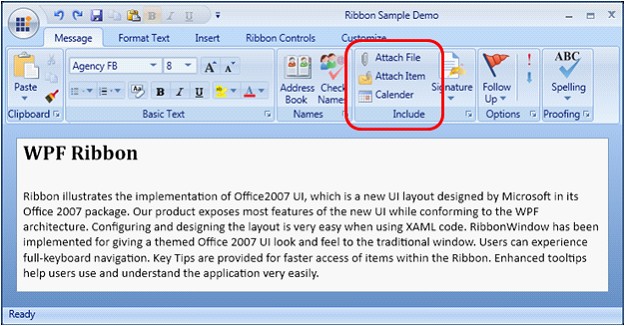 Ribbon Sample Demo
Message Format Text Insert Ribbon Controls Customize
Paste
Agency FB 8
B I U
A A
Address Book
Check Names
Attach File
Attach Item
Calender
Signature
Follow Up
ABC
Spelling
Clipboard Basic Text Names Include Options Proofing
WPF Ribbon
Ribbon illustrates the implementation of Office2007 UI, which is a new UI layout designed by Microsoft in its
Office 2007 package. Our product exposes most features of the new UI while conforming to the WPF
architecture. Configuring and designing the layout is very easy when using XAML code. RibbonWindow has been
implemented for giving a themed Office 2007 UI look and feel to the traditional window. Users can experience
full-keyboard navigation. Key Tips are provided for faster access of items within the Ribbon. Enhanced tooltips
help users use and understand the application very easily.
Ready